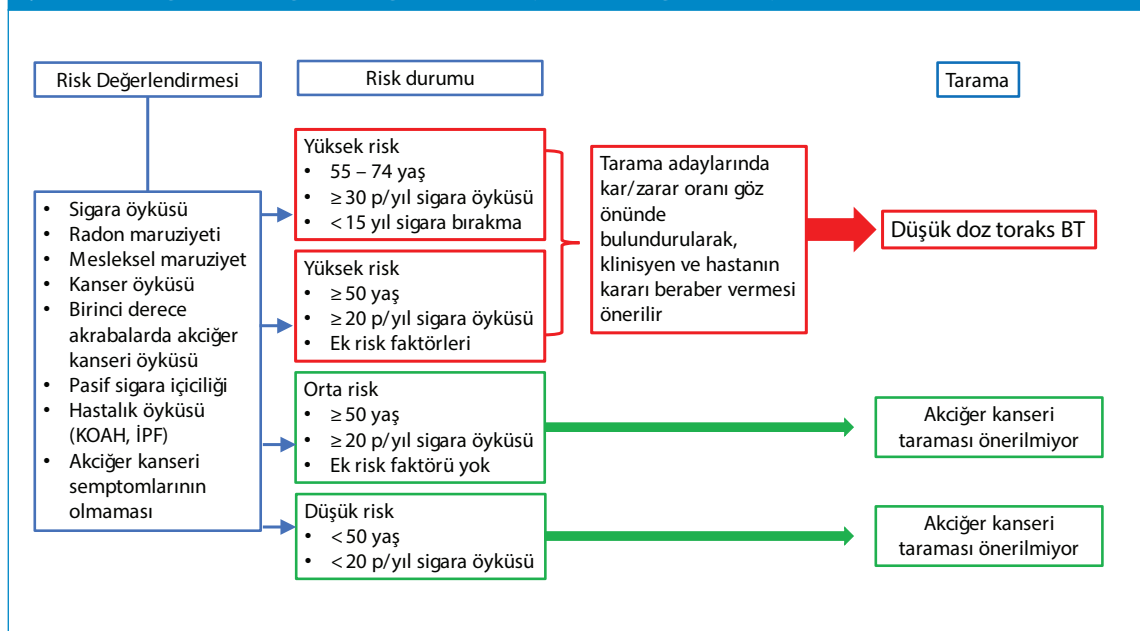 Risk Değerlendirmesi
Risk durumu
Tarama
• Sigara öyküsü
• Radon maruziyeti
• Mesleksel maruziyet
• Kanser öyküsü
• Birinci derece
akrabalarda akciğer
kanseri öyküsü
• Pasif sigara içiciliği
• Hastalık öyküsü
(KOAH, İPF)
• Akciğer kanseri
semptomlarının
olmaması
Yüksek risk
• 55 – 74 yaş
• ≥ 30 p/yıl sigara öyküsü
• < 15 yıl sigara bırakma
Yüksek risk
• ≥ 50 yaş
• ≥ 20 p/yıl sigara öyküsü
• Ek risk faktörleri
Tarama adaylarında
kar/zarar oranı göz
önünde
bulundurularak,
klinisyen ve hastanın
kararı beraber vermesi
önerilir
Düşük doz toraks BT
Orta risk
• ≥ 50 yaş
• ≥ 20 p/yıl sigara öyküsü
• Ek risk faktörü yok
Akciğer kanseri
taraması önerilmiyor
Düşük risk
• < 50 yaş
• < 20 p/yıl sigara öyküsü
Akciğer kanseri
taraması önerilmiyor